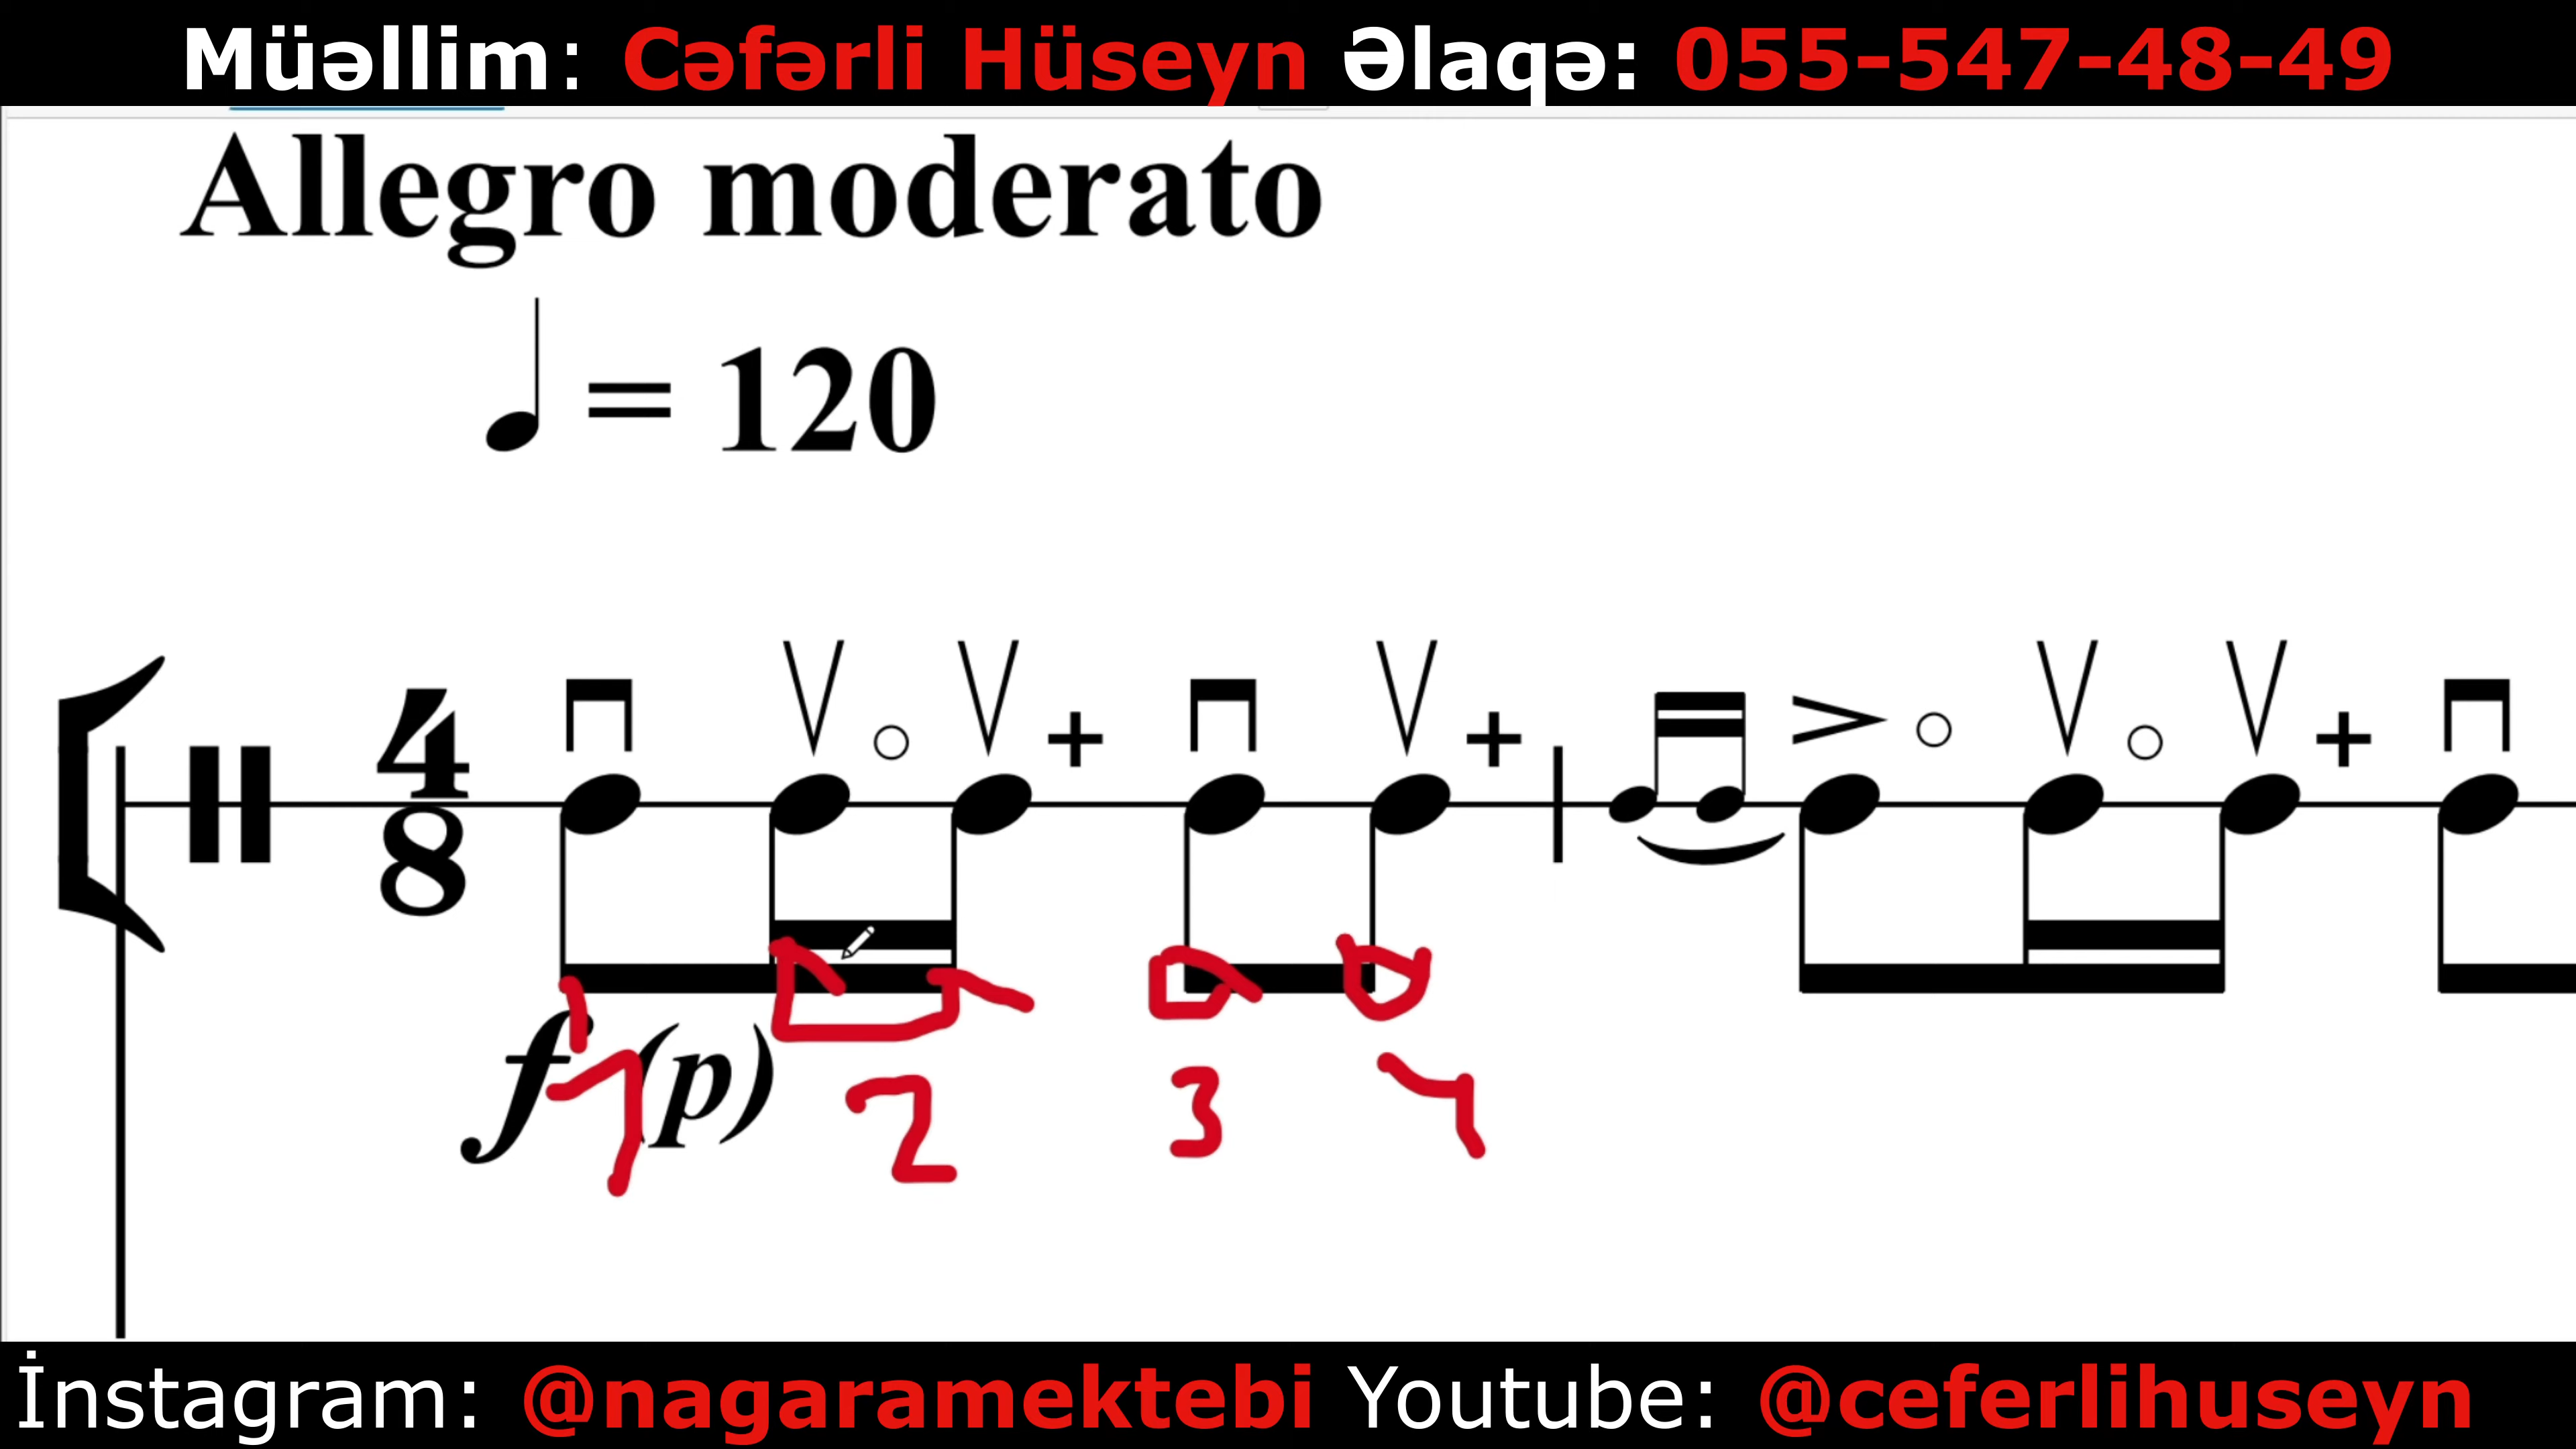 Müəllim: Cəfərli Hüseyn Əlaqə: 055-547-48-49
Allegro moderato
= 120
4
8
f (p)
1 2 3 4
İnstagram: @nagaramektebi Youtube: @ceferlihuseyn